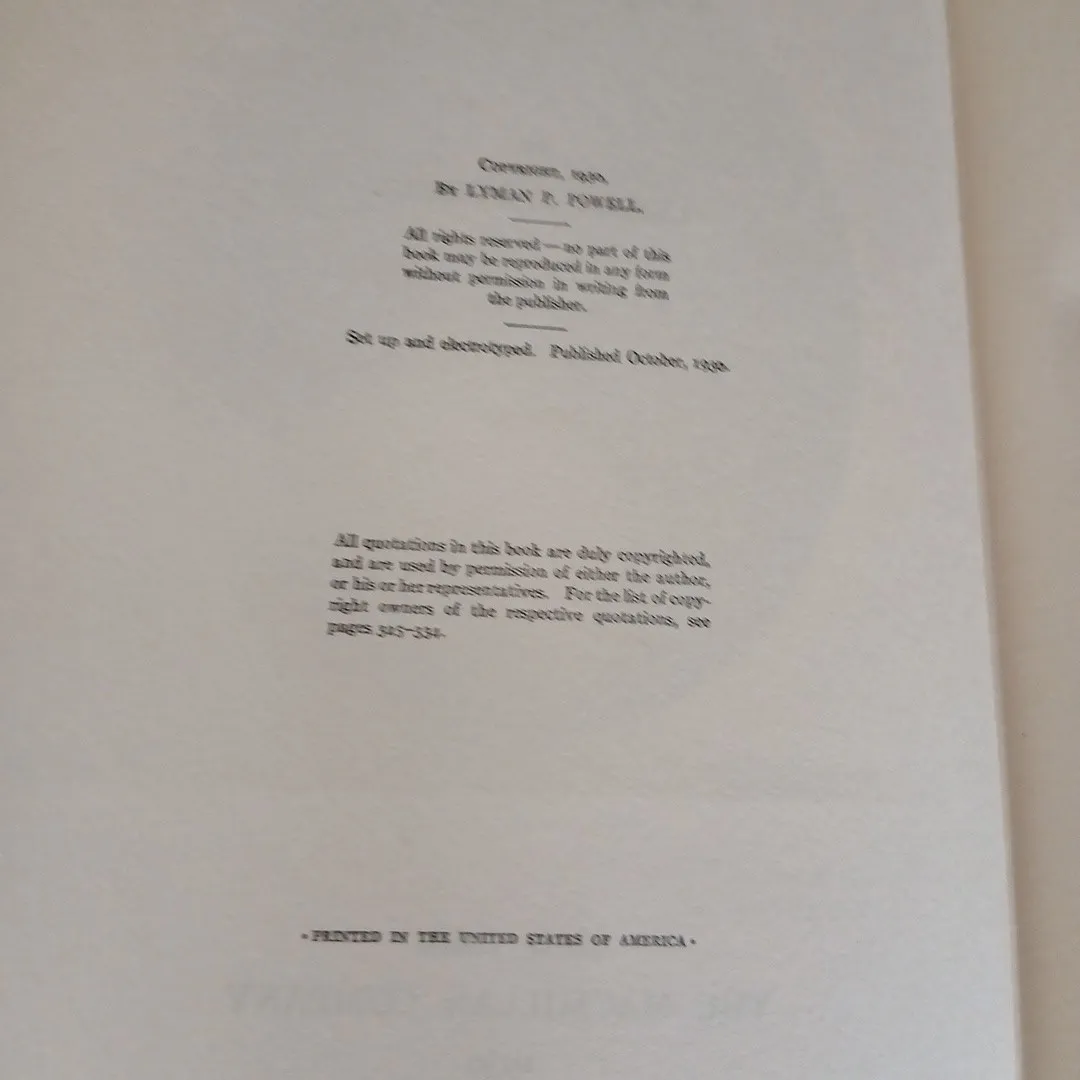 Copyright, 1930,
By LYMAN P. POWELL.
All rights reserved—no part of this
book may be reproduced in any form
without permission in writing from
the publisher.
Set up and electrotyped. Published October, 1930.
All quotations in this book are duly copyrighted,
and are used by permission of either the author,
or his or her representatives. For the list of copy-
right owners of the respective quotations, see
pages
· PRINTED IN THE UNITED STATES OF AMERICA ·